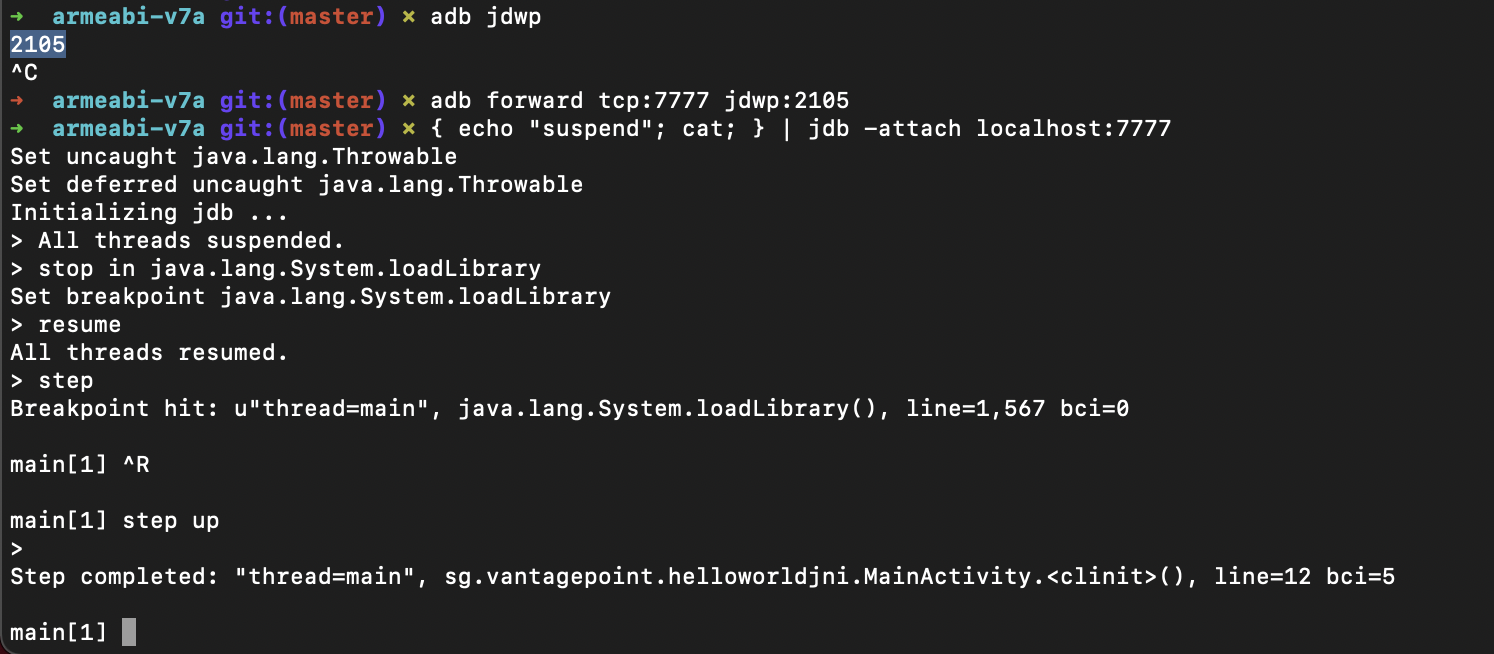 ➜  armeabi-v7a git:(master) ✗ adb jdwp
2105
^C
➜  armeabi-v7a git:(master) ✗ adb forward tcp:7777 jdwp:2105
➜  armeabi-v7a git:(master) ✗ { echo "suspend"; cat; } | jdb -attach localhost:7777
Set uncaught java.lang.Throwable
Set deferred uncaught java.lang.Throwable
Initializing jdb ...
> All threads suspended.
> stop in java.lang.System.loadLibrary
Set breakpoint java.lang.System.loadLibrary
> resume
All threads resumed.
> step
Breakpoint hit: u"thread=main", java.lang.System.loadLibrary(), line=1,567 bci=0
main[1] ^R
main[1] step up
>
Step completed: "thread=main", sg.vantagepoint.helloworldjni.MainActivity.<clinit>(), line=12 bci=5
main[1]